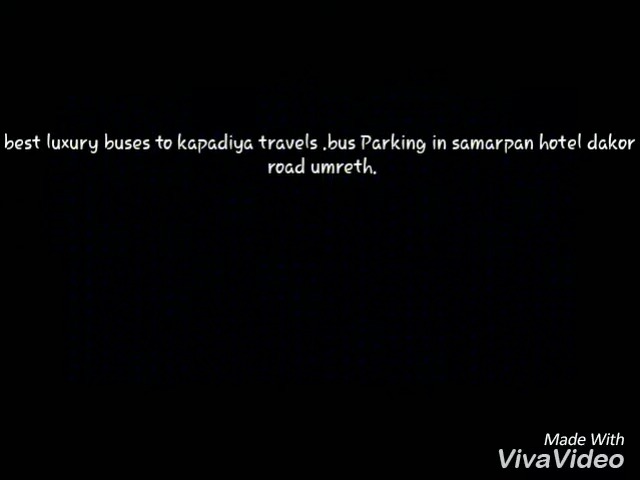 best luxury buses to kapadiya travels .bus Parking in samarpan hotel dakor
road umreth.
Made With
VivaVideo